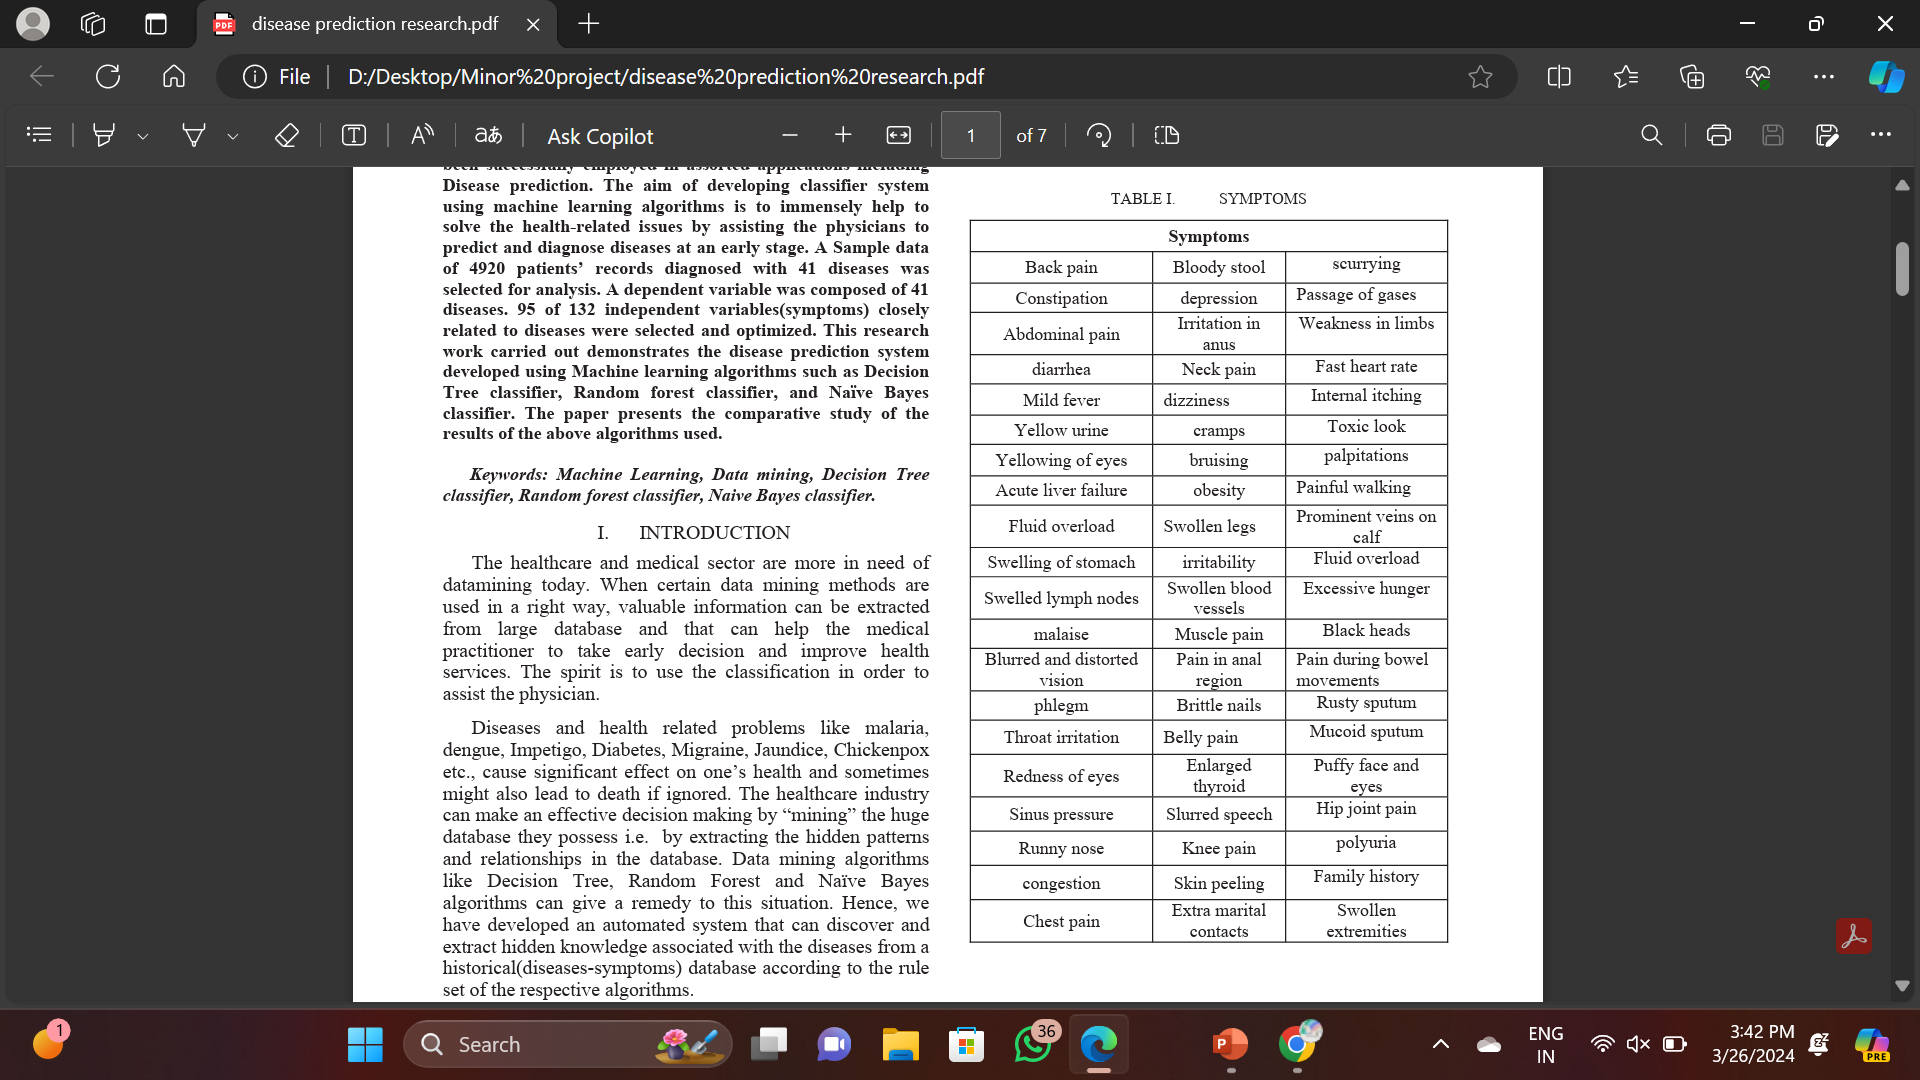 disease prediction research.pdf
File
D:/Desktop/Minor%20project/disease%20prediction%20research.pdf
aあ
Ask Copilot
1
of 7
been successfully employed in assorted applications including
Disease prediction. The aim of developing classifier system
using machine learning algorithms is to immensely help to
solve the health-related issues by assisting the physicians to
predict and diagnose diseases at an early stage. A Sample data
of 4920 patients’ records diagnosed with 41 diseases was
selected for analysis. A dependent variable was composed of 41
diseases. 95 of 132 independent variables(symptoms) closely
related to diseases were selected and optimized. This research
work carried out demonstrates the disease prediction system
developed using Machine learning algorithms such as Decision
Tree classifier, Random forest classifier, and Naïve Bayes
classifier. The paper presents the comparative study of the
results of the above algorithms used.
Keywords: Machine Learning, Data mining, Decision Tree
classifier, Random forest classifier, Naive Bayes classifier.
I. INTRODUCTION
The healthcare and medical sector are more in need of
datamining today. When certain data mining methods are
used in a right way, valuable information can be extracted
from large database and that can help the medical
practitioner to take early decision and improve health
services. The spirit is to use the classification in order to
assist the physician.
Diseases and health related problems like malaria,
dengue, Impetigo, Diabetes, Migraine, Jaundice, Chickenpox
etc., cause significant effect on one’s health and sometimes
might also lead to death if ignored. The healthcare industry
can make an effective decision making by “mining” the huge
database they possess i.e. by extracting the hidden patterns
and relationships in the database. Data mining algorithms
like Decision Tree, Random Forest and Naïve Bayes
algorithms can give a remedy to this situation. Hence, we
have developed an automated system that can discover and
extract hidden knowledge associated with the diseases from a
historical(diseases-symptoms) database according to the rule
set of the respective algorithms.
TABLE I. SYMPTOMS
Symptoms
Back pain Bloody stool scurrying
Constipation depression Passage of gases
Abdominal pain Irritation in anus Weakness in limbs
diarrhea Neck pain Fast heart rate
Mild fever dizziness Internal itching
Yellow urine cramps Toxic look
Yellowing of eyes bruising palpitations
Acute liver failure obesity Painful walking
Fluid overload Swollen legs Prominent veins on calf
Swelling of stomach irritability Fluid overload
Swelled lymph nodes Swollen blood vessels Excessive hunger
malaise Muscle pain Black heads
Blurred and distorted vision Pain in anal region Pain during bowel movements
phlegm Brittle nails Rusty sputum
Throat irritation Belly pain Mucoid sputum
Redness of eyes Enlarged thyroid Puffy face and eyes
Sinus pressure Slurred speech Hip joint pain
Runny nose Knee pain polyuria
congestion Skin peeling Family history
Chest pain Extra marital contacts Swollen extremities
1
Search
36
ENG
IN
3:42 PM
3/26/2024
PRE